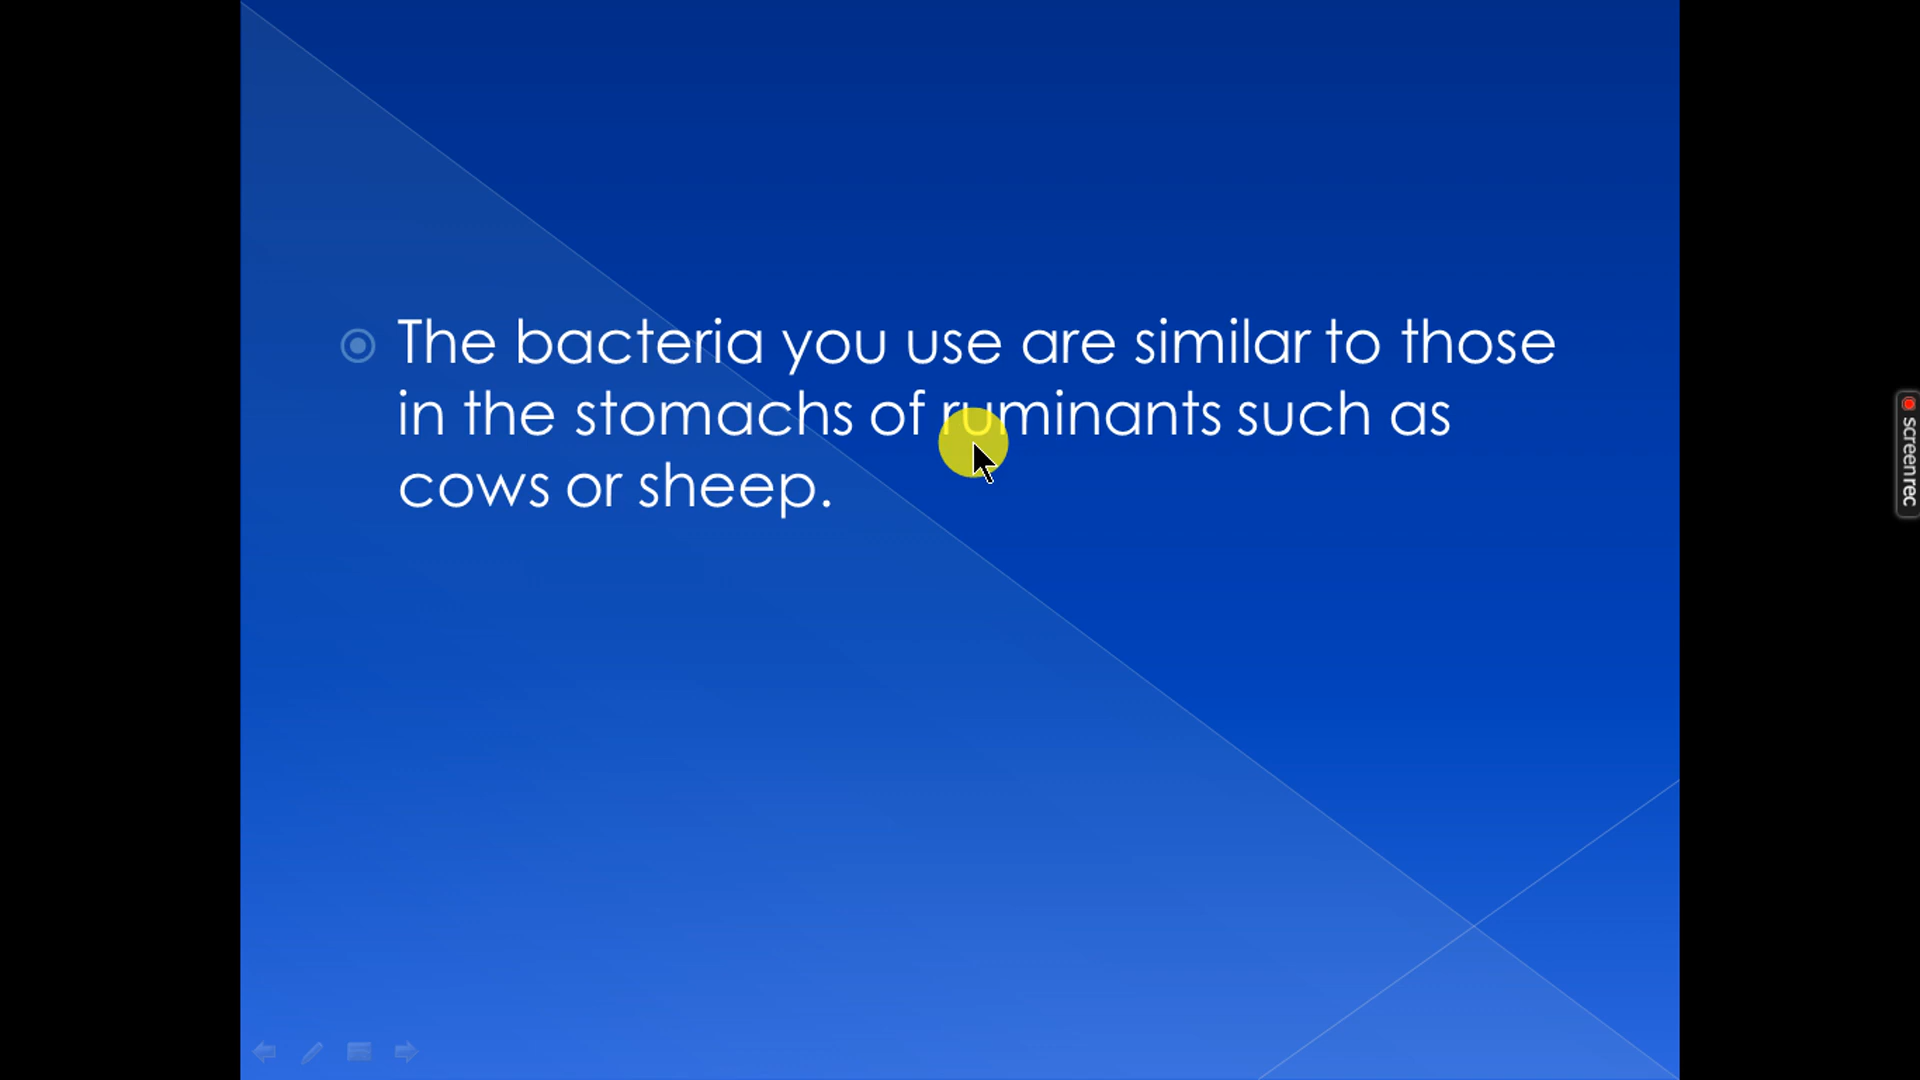 The bacteria you use are similar to those
in the stomachs of ruminants such as
cows or sheep.
screenrec